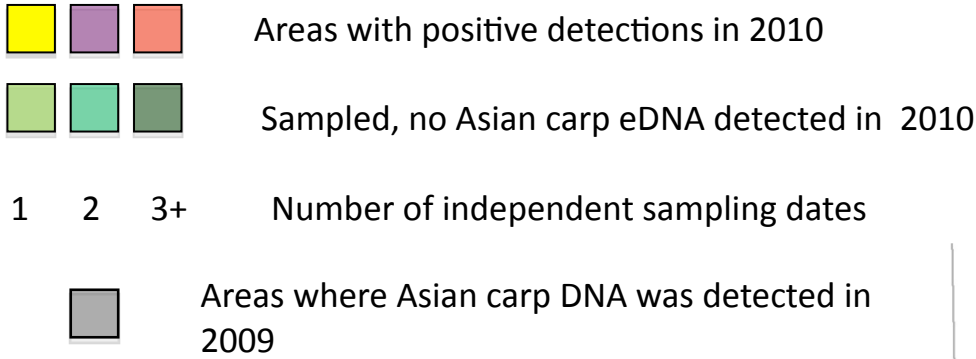 Areas with positive detections in 2010
Sampled, no Asian carp eDNA detected in 2010
1 2 3+ Number of independent sampling dates
Areas where Asian carp DNA was detected in
2009